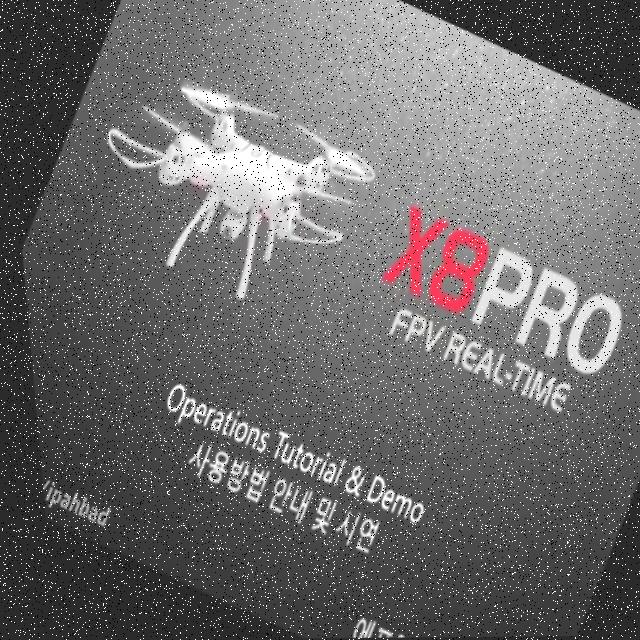 X8PRO
FPV REAL-TIME
Operations Tutorial & Demo
사용방법 안내 및 시연